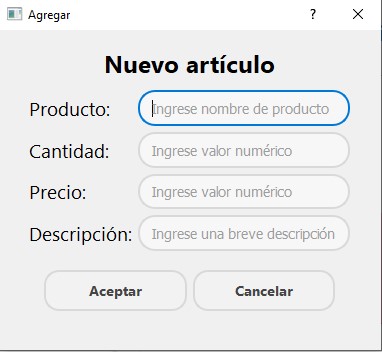 Agregar ?
Nuevo artículo
Producto: Ingrese nombre de producto
Cantidad: Ingrese valor numérico
Precio: Ingrese valor numérico
Descripción: Ingrese una breve descripción
Aceptar Cancelar